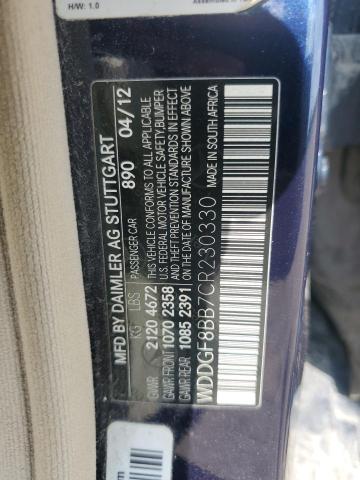 H/W: 1.0
MFD BY DAIMLER AG STUTTGART
PASSENGER CAR 890 04/12
KG LBS
GVWR 2120 4672
GAWR FRONT 1070 2358
GAWR REAR 1085 2391
THIS VEHICLE CONFORMS TO ALL APPLICABLE
FEDERAL MOTOR VEHICLE SAFETY, BUMPER,
AND THEFT PREVENTION STANDARDS IN EFFECT
ON THE DATE OF MANUFACTURE SHOWN ABOVE
MADE IN SOUTH AFRICA
WDDGF8BB7CR230330